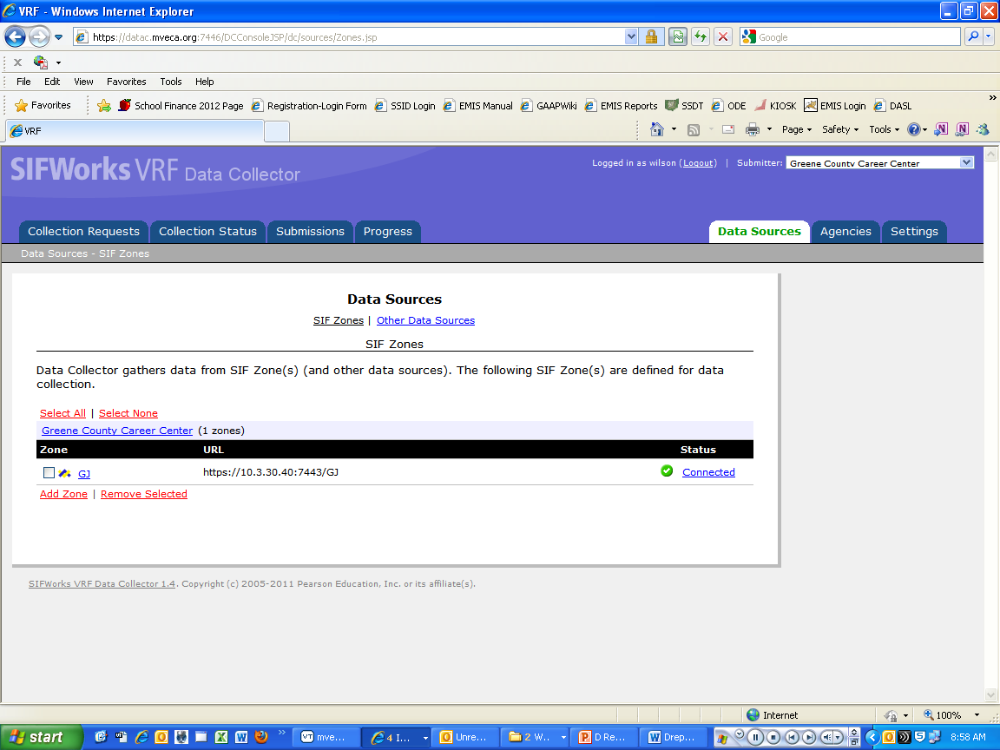 VRF - Windows Internet Explorer
https://datac.mveca.org:7446/DCConsoleJSP/dc/sources/Zones.jsp
Google
File Edit View Favorites Tools Help
Favorites School Finance 2012 Page Registration-Login Form SSID Login EMIS Manual GAAPWiki EMIS Reports SSDT ODE KIOSK EMIS Login DASL
VRF
Page Safety Tools
SIFWorks VRF Data Collector
Logged in as wilson (Logout) | Submitter: Greene County Career Center
Collection Requests Collection Status Submissions Progress Data Sources Agencies Settings
Data Sources - SIF Zones
Data Sources
SIF Zones | Other Data Sources
SIF Zones
Data Collector gathers data from SIF Zone(s) (and other data sources). The following SIF Zone(s) are defined for data
collection.
Select All | Select None
Greene County Career Center (1 zones)
Zone URL Status
GJ https://10.3.30.40:7443/GJ Connected
Add Zone | Remove Selected
SIFWorks VRF Data Collector 1.4. Copyright (c) 2005-2011 Pearson Education, Inc. or its affiliate(s).
Internet 100%
start mve... 4 I... Unre... 2 W... D Re... Drep... 8:58 AM